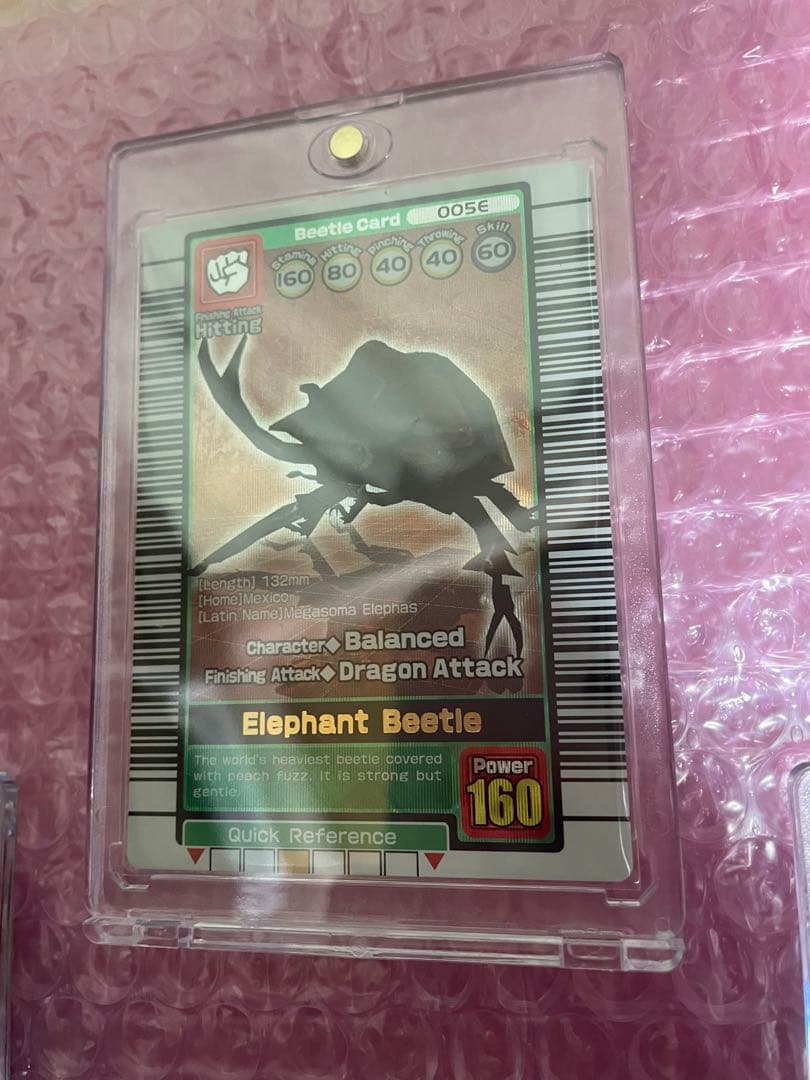 Beetle Card 005E
Stamina Hitting Pinching Throwing Skill
160 80 40 40 60
Finishing Attack
Hitting
[Length] 132mm
[Home]Mexico
[Latin Name]Megasoma Elephas
Character◆Balanced
Finishing Attack◆Dragon Attack
Elephant Beetle
The world's heaviest beetle covered
with peach fuzz. It is strong but
gentle.
Power
160
Quick Reference